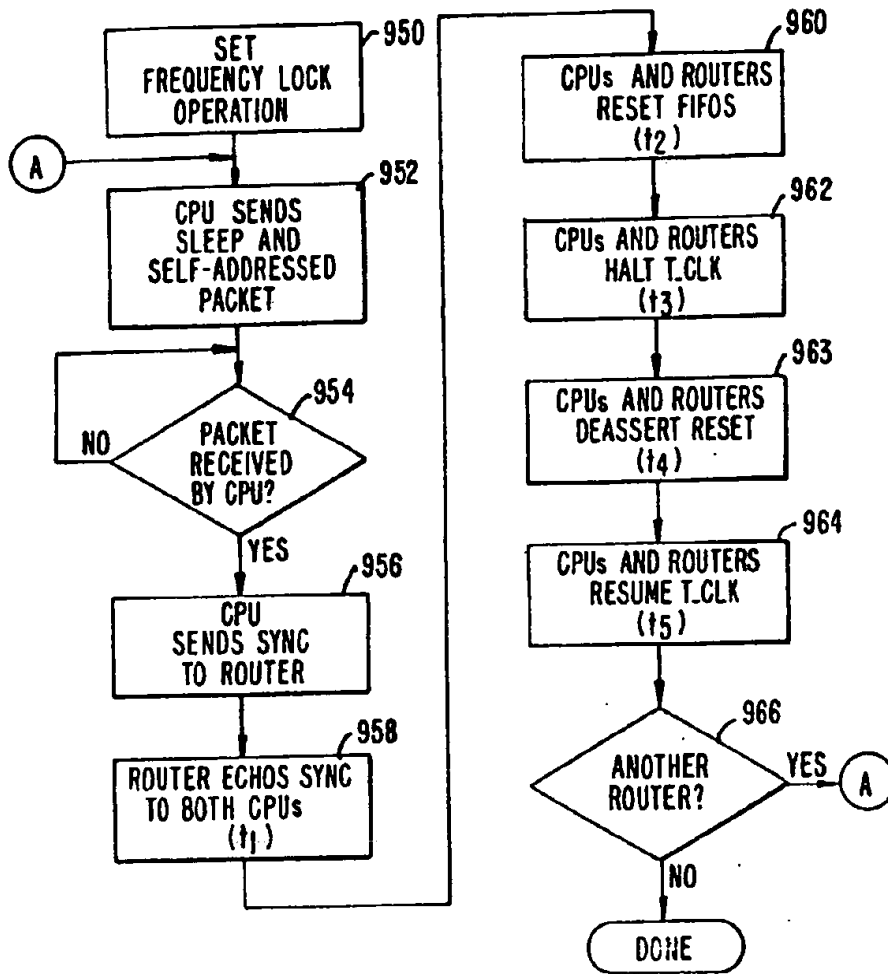 950
SET
FREQUENCY LOCK
OPERATION
A
952
CPU SENDS
SLEEP AND
SELF-ADDRESSED
PACKET
954
PACKET
RECEIVED
BY CPU?
NO
YES
956
CPU
SENDS SYNC
TO ROUTER
958
ROUTER ECHOS SYNC
TO BOTH CPUs
(t1)
960
CPUs AND ROUTERS
RESET FIFOS
(t2)
962
CPUs AND ROUTERS
HALT T_CLK
(t3)
963
CPUs AND ROUTERS
DEASSERT RESET
(t4)
964
CPUs AND ROUTERS
RESUME T_CLK
(t5)
966
ANOTHER
ROUTER?
YES
A
NO
DONE